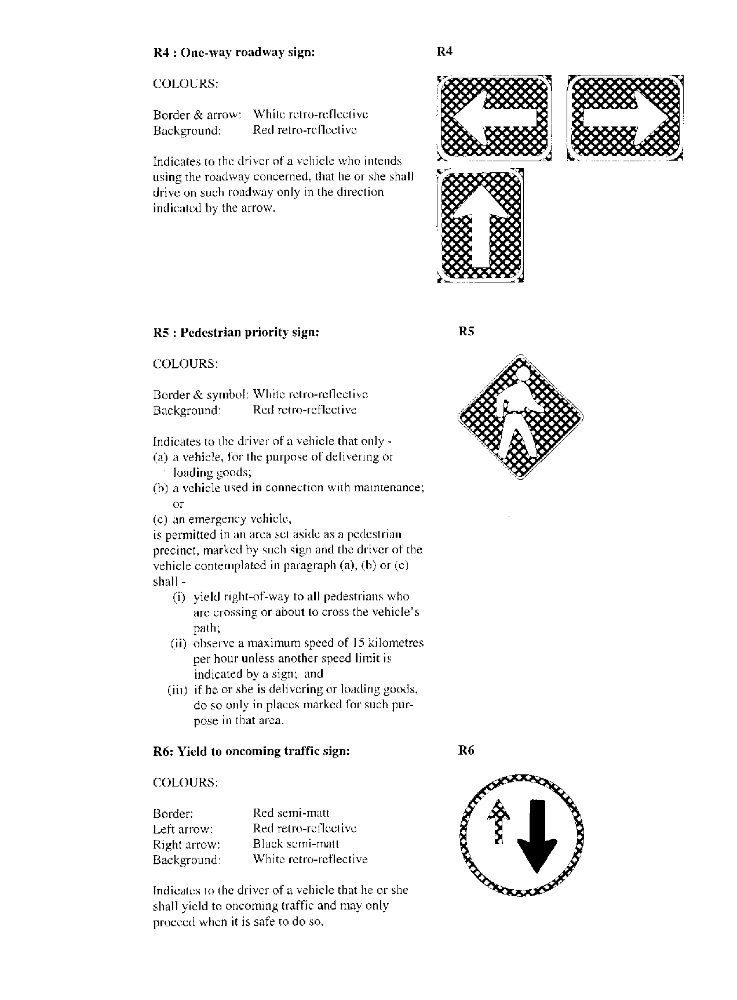 R4 : One-way roadway sign:
R4
COLOURS:
Border & arrow: White retro-reflective
Background: Red retro-reflective
Indicates to the driver of a vehicle who intends
using the roadway concerned, that he or she shall
drive on such roadway only in the direction
indicated by the arrow.
R5 : Pedestrian priority sign:
R5
COLOURS:
Border & symbol: White retro-reflective
Background: Red retro-reflective
Indicates to the driver of a vehicle that only -
(a) a vehicle, for the purpose of delivering or
loading goods;
(b) a vehicle used in connection with maintenance;
or
(c) an emergency vehicle,
is permitted in an area set aside as a pedestrian
precinct, marked by such sign and the driver of the
vehicle contemplated in paragraph (a), (b) or (c)
shall -
(i) yield right-of-way to all pedestrians who
are crossing or about to cross the vehicle's
path;
(ii) observe a maximum speed of 15 kilometres
per hour unless another speed limit is
indicated by a sign; and
(iii) if he or she is delivering or loading goods,
do so only in places marked for such pur-
pose in that area.
R6: Yield to oncoming traffic sign:
R6
COLOURS:
Border: Red semi-matt
Left arrow: Red retro-reflective
Right arrow: Black semi-matt
Background: White retro-reflective
Indicates to the driver of a vehicle that he or she
shall yield to oncoming traffic and may only
proceed when it is safe to do so.